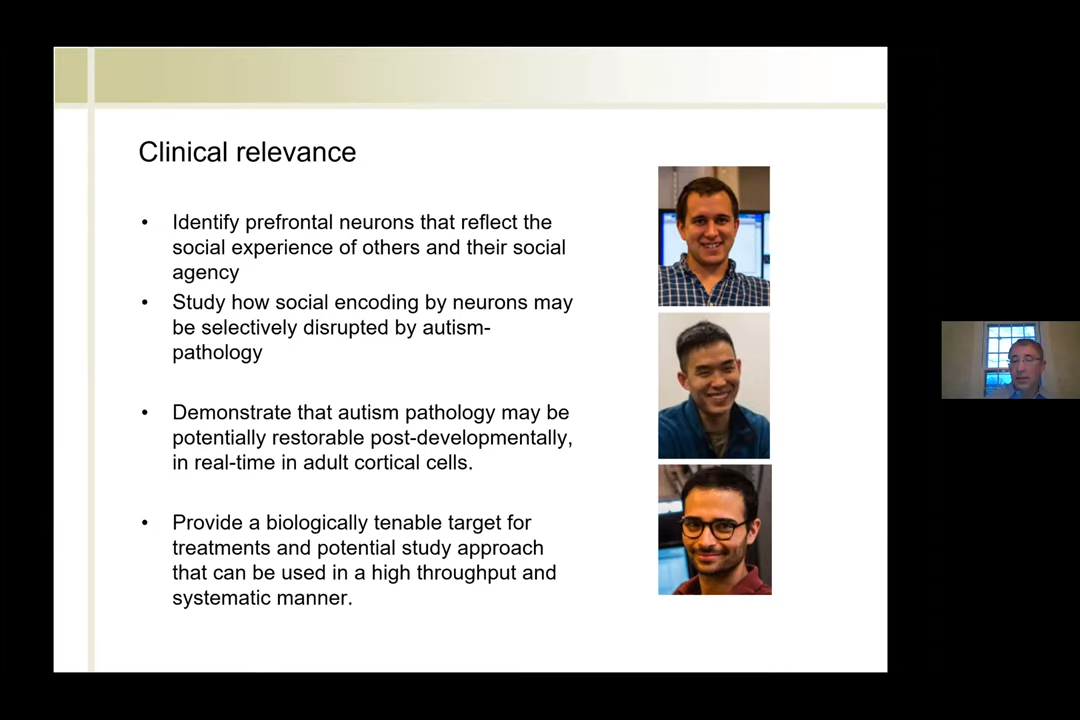 Clinical relevance
• Identify prefrontal neurons that reflect the
social experience of others and their social
agency
• Study how social encoding by neurons may
be selectively disrupted by autism-
pathology
• Demonstrate that autism pathology may be
potentially restorable post-developmentally,
in real-time in adult cortical cells.
• Provide a biologically tenable target for
treatments and potential study approach
that can be used in a high throughput and
systematic manner.